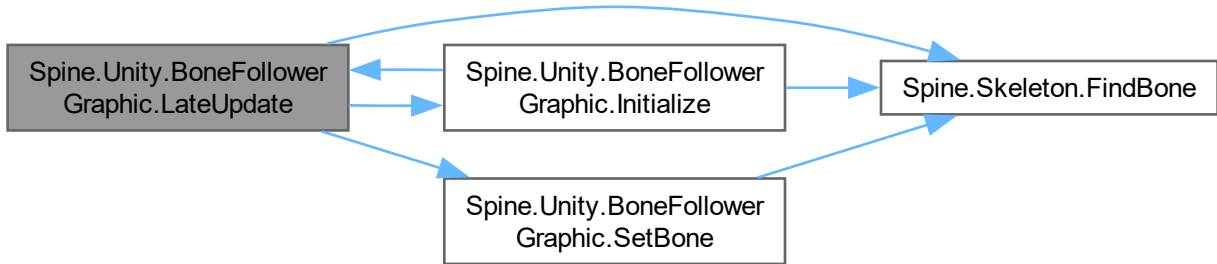 Spine.Unity.BoneFollower
Graphic.LateUpdate
Spine.Unity.BoneFollower
Graphic.Initialize
Spine.Skeleton.FindBone
Spine.Unity.BoneFollower
Graphic.SetBone